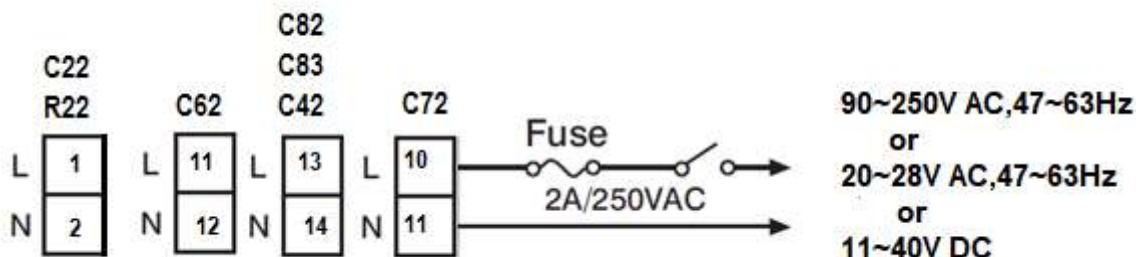 C82
C22 C83
R22 C62 C42 C72
90~250V AC,47~63Hz
Fuse
or
L 1 L 11 L 13 L 10
20~28V AC,47~63Hz
2A/250VAC
or
N 2 N 12 N 14 N 11
11~40V DC